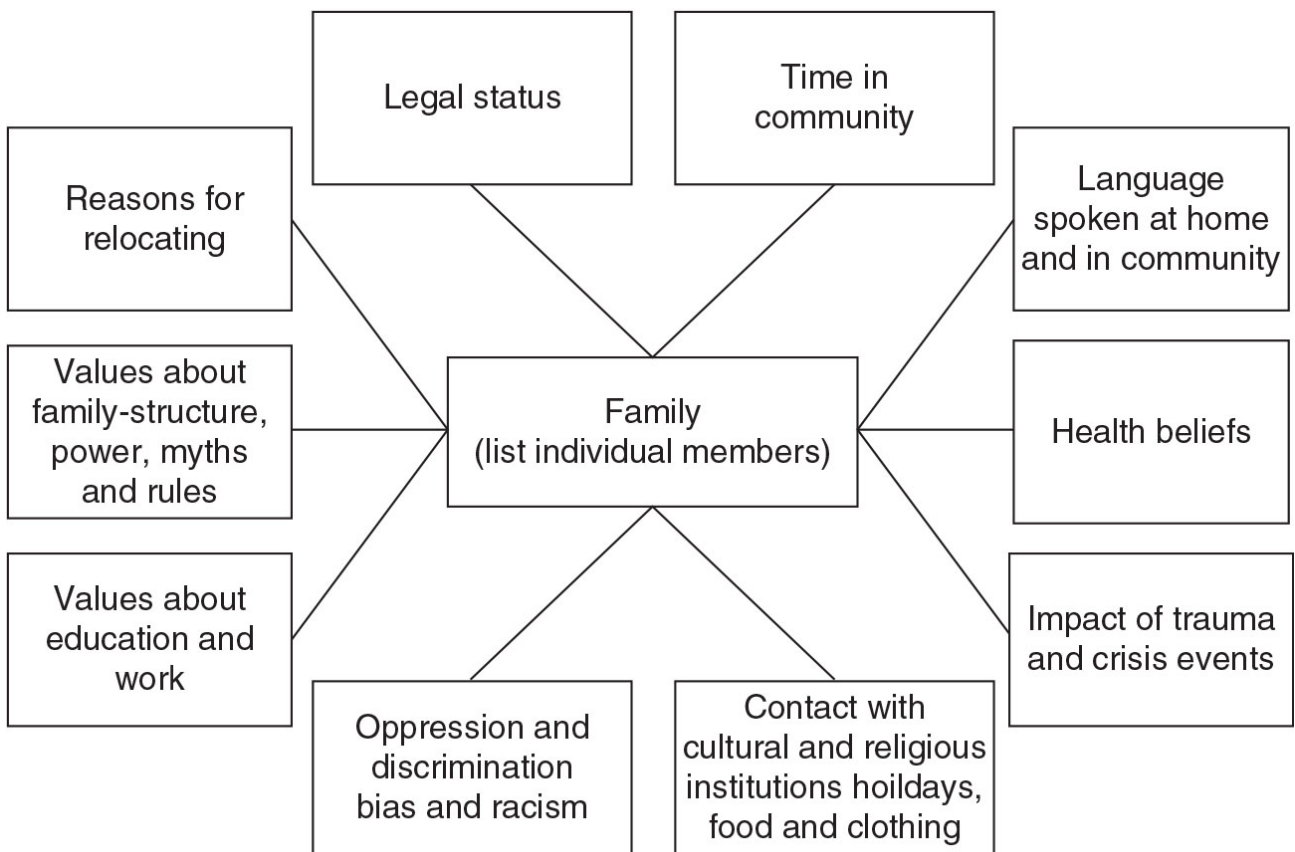 Legal status
Time in
community
Reasons for
relocating
Language
spoken at home
and in community
Values about
family-structure,
power, myths
and rules
Family
(list individual members)
Health beliefs
Values about
education and
work
Impact of trauma
and crisis events
Oppression and
discrimination
bias and racism
Contact with
cultural and religious
institutions hoildays,
food and clothing